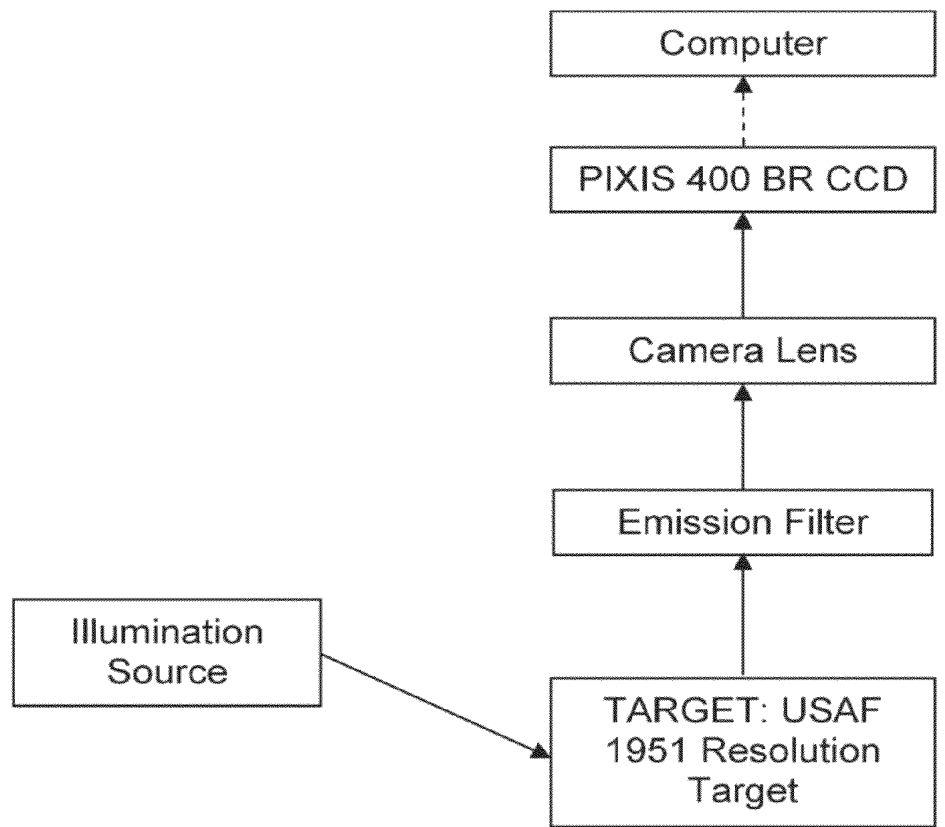 Computer
PIXIS 400 BR CCD
Camera Lens
Emission Filter
Illumination
Source
TARGET: USAF
1951 Resolution
Target